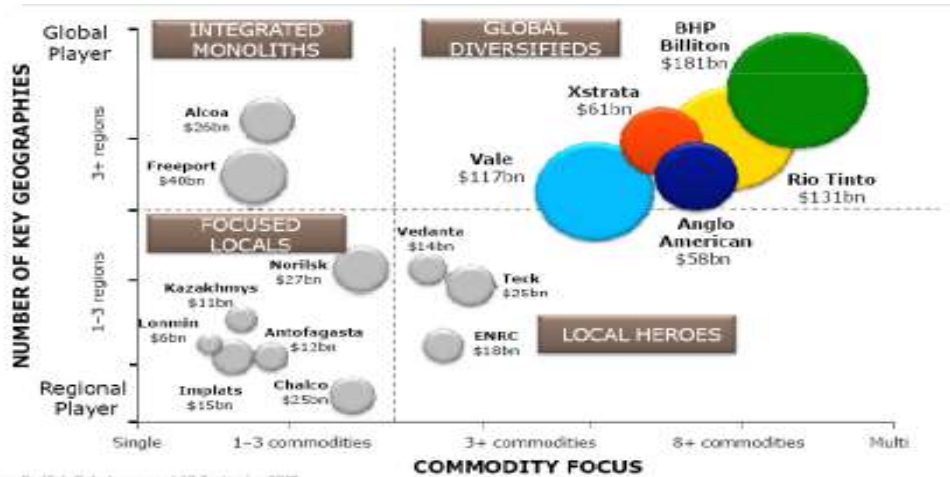 Global
Player
INTEGRATED
MONOLITHS
GLOBAL
DIVERSIFIEDS
BHP
Billiton
$181bn
Xstrata
$61bn
Alcoa
$26bn
Freeport
$40bn
Vale
$117bn
Rio Tinto
$131bn
Anglo
American
$58bn
NUMBER OF KEY GEOGRAPHIES
3+ regions
1–3 regions
FOCUSED
LOCALS
Norilsk
$27bn
Kazakhmys
$11bn
Lonmin
$6bn
Antofagasta
$12bn
Implats
$15bn
Chalco
$25bn
Vedanta
$14bn
Teck
$25bn
ENRC
$18bn
LOCAL HEROES
Regional
Player
Single
1–3 commodities
3+ commodities
8+ commodities
Multi
COMMODITY FOCUS